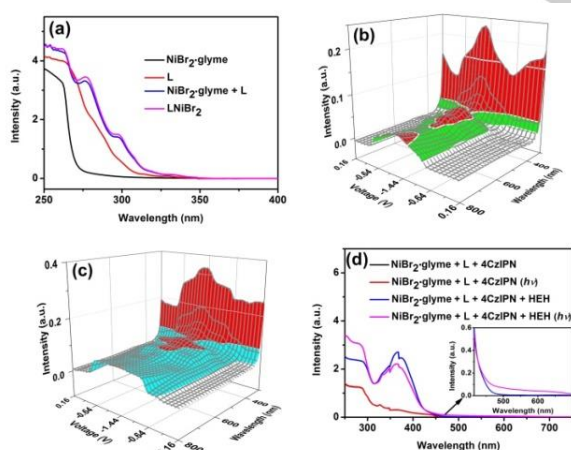 (a)
NiBr₂·glyme
L
NiBr₂·glyme + L
LNiBr₂
Intensity (a.u.)
4
2
0
250 300 350 400
Wavelength (nm)
(b)
Intensity (a.u.)
0.2
0.1
0.0
0.16 -0.64 -1.44 -0.64 0.16
Voltage (V)
800 600 400
Wavelength (nm)
(c)
Intensity (a.u.)
0.4
0.2
0.0
0.16 -0.64 -1.44 -0.64 0.16
Voltage (V)
800 600 400
Wavelength (nm)
(d)
NiBr₂·glyme + L + 4CzIPN
NiBr₂·glyme + L + 4CzIPN (hν)
NiBr₂·glyme + L + 4CzIPN + HEH
NiBr₂·glyme + L + 4CzIPN + HEH (hν)
Intensity (a.u.)
6
4
2
0
300 400 500 600 700
Wavelength (nm)
Intensity (a.u.)
0.6
0.4
0.2
0.0
500 600
Wavelength (nm)